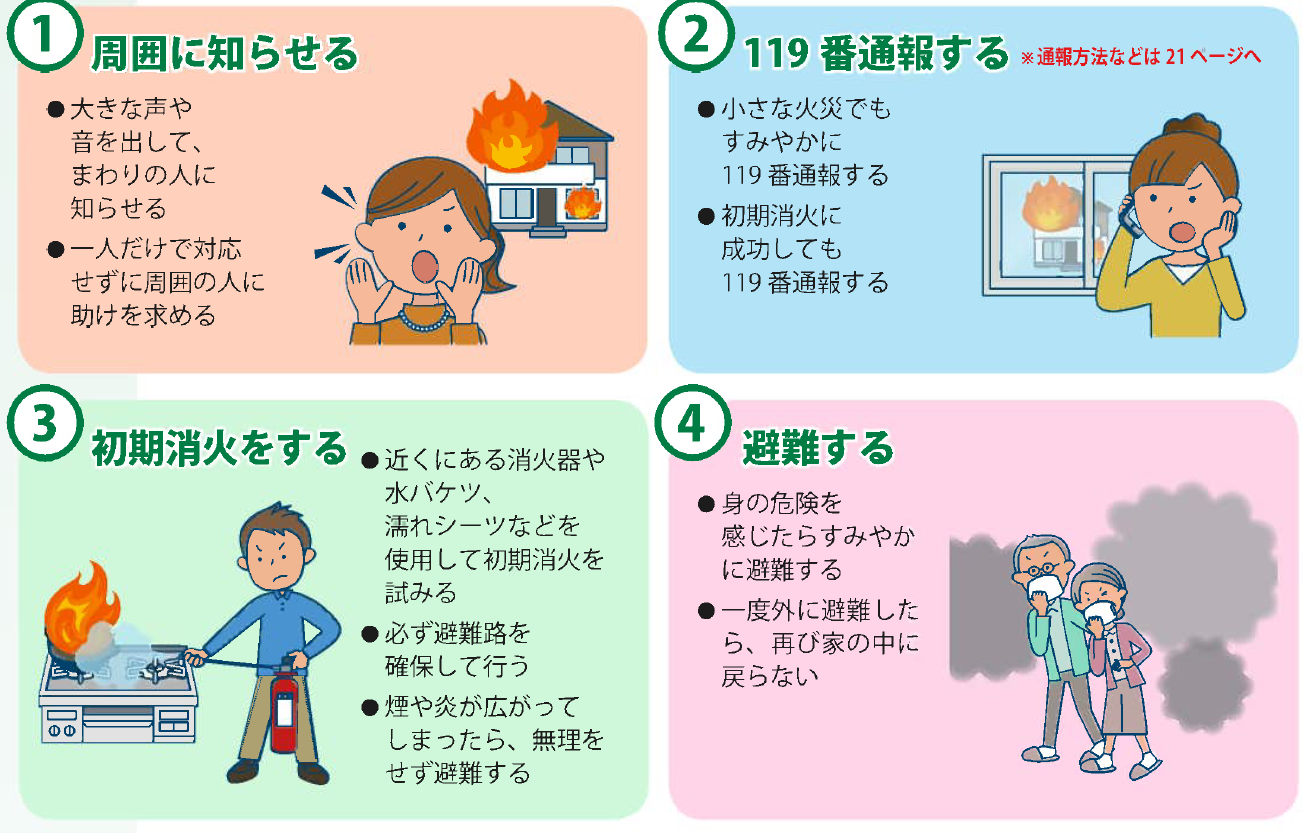 1 周囲に知らせる
●大きな声や
音を出して、
まわりの人に
知らせる
●一人だけで対応
せずに周囲の人に
助けを求める
2 119番通報する ※通報方法などは21ページへ
●小さな火災でも
すみやかに
119番通報する
●初期消火に
成功しても
119番通報する
3 初期消火をする
●近くにある消火器や
水バケツ、
濡れシーツなどを
使用して初期消火を
試みる
●必ず避難路を
確保して行う
●煙や炎が広がって
しまったら、無理を
せず避難する
4 避難する
●身の危険を
感じたらすみやか
に避難する
●一度外に避難した
ら、再び家の中に
戻らない